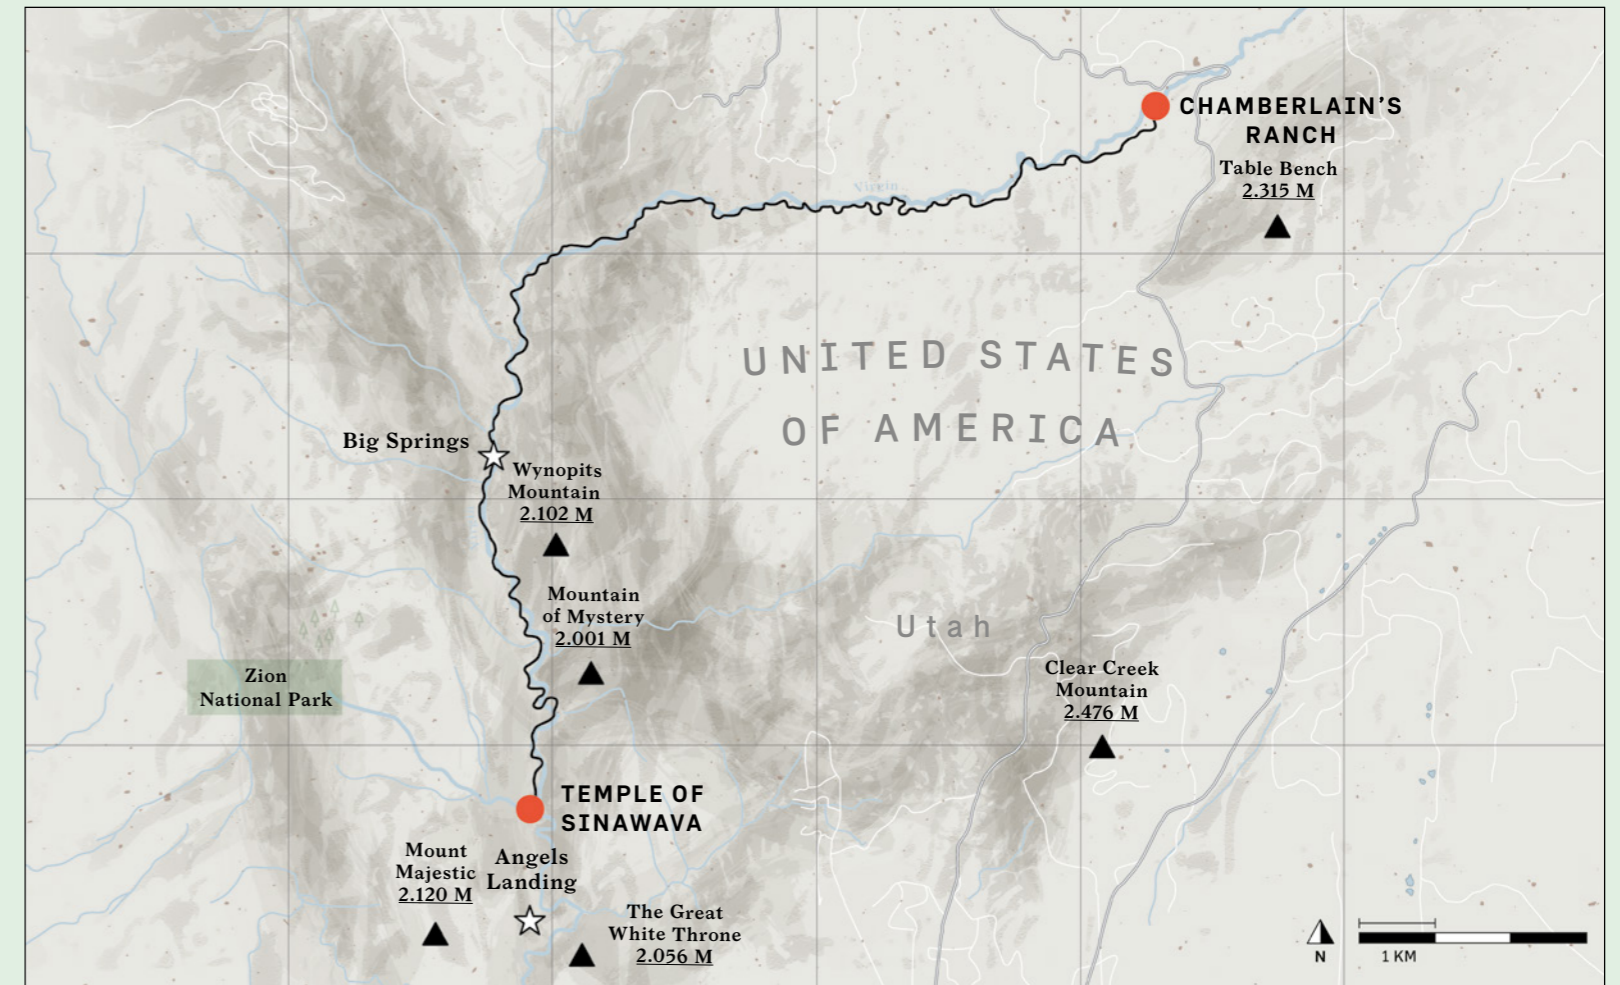 CHAMBERLAIN'S
RANCH
Table Bench
2.315 M
Virgin
UNITED STATES
OF AMERICA
Big Springs
Wynopits
Mountain
2.102 M
Mountain
of Mystery
2.001 M
Utah
Zion
National Park
Clear Creek
Mountain
2.476 M
TEMPLE OF
SINAWAVA
Mount
Majestic
2.120 M
Angels
Landing
The Great
White Throne
2.056 M
N
1 KM